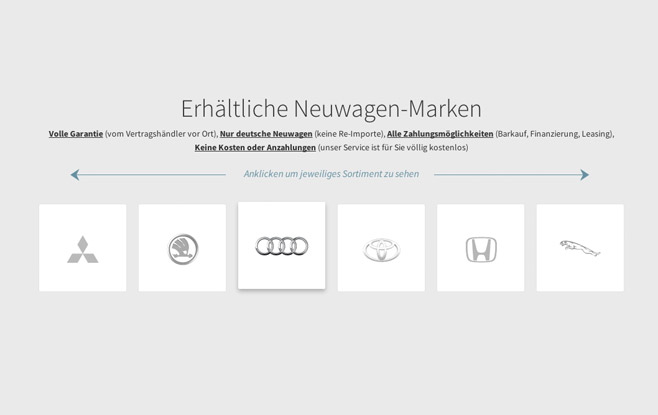 Erhältliche Neuwagen-Marken
Volle Garantie (vom Vertragshändler vor Ort), Nur deutsche Neuwagen (keine Re-Importe), Alle Zahlungsmöglichkeiten (Barkauf, Finanzierung, Leasing),
Keine Kosten oder Anzahlungen (unser Service ist für Sie völlig kostenlos)
Anklicken um jeweiliges Sortiment zu sehen